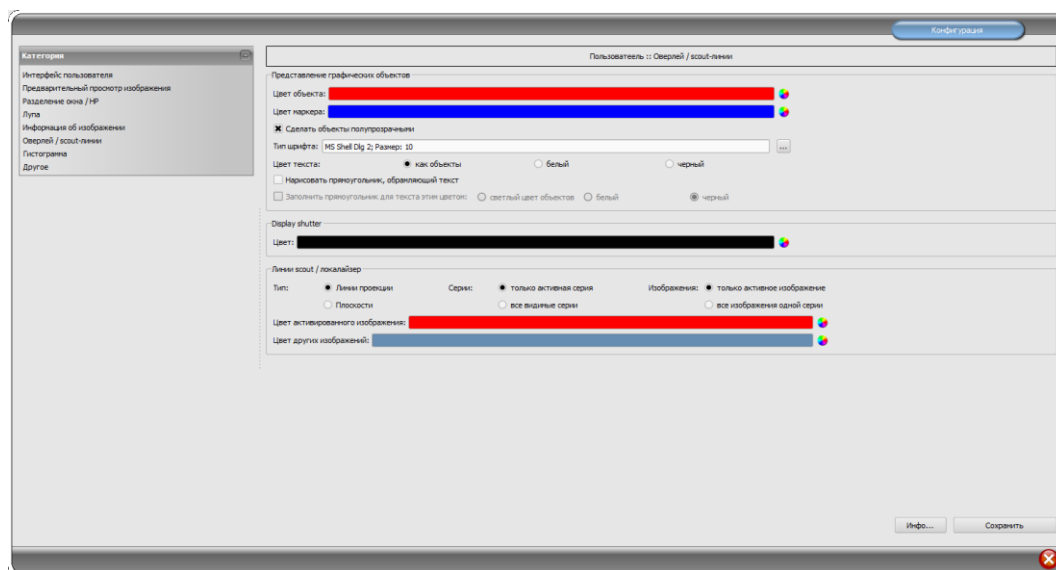 Конфигурация
Категория
Интерфейс пользователя
Предварительный просмотр изображения
Разделение окна / HP
Лупа
Информация об изображении
Оверлей / scout-линии
Гистограмма
Другое
Пользоватеель :: Оверлей / scout-линии
Представление графических объектов
Цвет объекта:
Цвет маркера:
Сделать объекты полупрозрачными
Тип шрифта: MS Shell Dlg 2; Размер: 10 ...
Цвет текста: как объекты белый черный
Нарисовать прямоугольник, обрамляющий текст
Заполнить прямоугольник для текста этим цветом: светлый цвет объектов белый черный
Display shutter
Цвет:
Линии scout / локалайзер
Тип: Линии проекции Серии: только активная серия Изображения: только активное изображение
Плоскости все видимые серии все изображения одной серии
Цвет активированного изображения:
Цвет других изображений:
Инфо... Сохранить